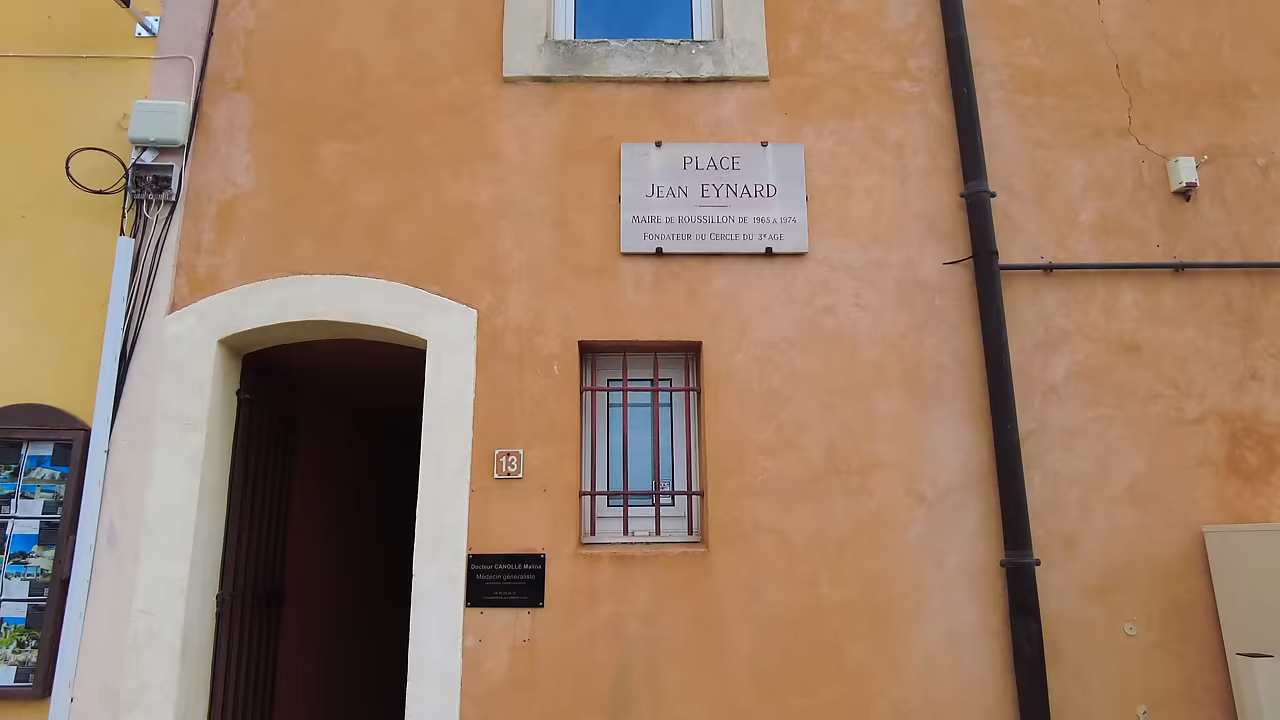 PLACE
JEAN EYNARD
MAIRE DE ROUSSILLON DE 1965 A 1974
FONDATEUR DU CERCLE DU 3e AGE
13
Docteur CANOLLE Malina
Médecin généraliste